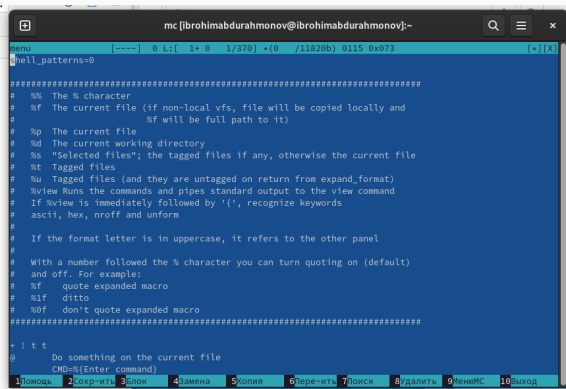 mc [ibrohimabdurahmonov@ibrohimabdurahmonov]:~
menu [----] 0 L:[ 1+ 0 1/370] *(0 /11820b) 0115 0x073 [*][X]
shell_patterns=0
##############################################################################
# %% The % character
# %f The current file (if non-local vfs, file will be copied locally and
# %f will be full path to it)
# %p The current file
# %d The current working directory
# %s "Selected files"; the tagged files if any, otherwise the current file
# %t Tagged files
# %u Tagged files (and they are untagged on return from expand_format)
# %view Runs the commands and pipes standard output to the view command
# If %view is immediately followed by '{', recognize keywords
# ascii, hex, nroff and unform
#
# If the format letter is in uppercase, it refers to the other panel
#
# With a number followed the % character you can turn quoting on (default)
# and off. For example:
# %f quote expanded macro
# %1f ditto
# %0f don't quote expanded macro
##############################################################################
+ ! t t
@ Do something on the current file
CMD=%{Enter command}
1Помощь 2Сохр~ить 3Блок 4Замена 5Копия 6Пере~ить 7Поиск 8Удалить 9МенюMC 10Выход